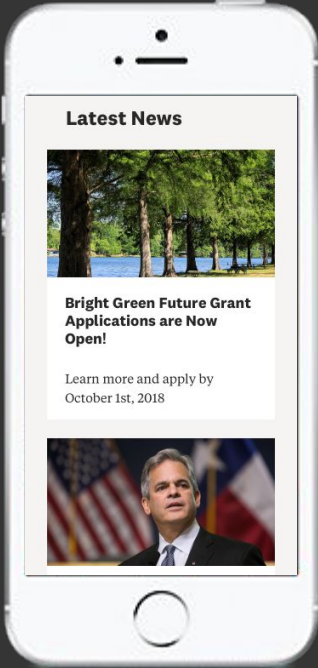 Latest News
Bright Green Future Grant
Applications are Now
Open!
Learn more and apply by
October 1st, 2018